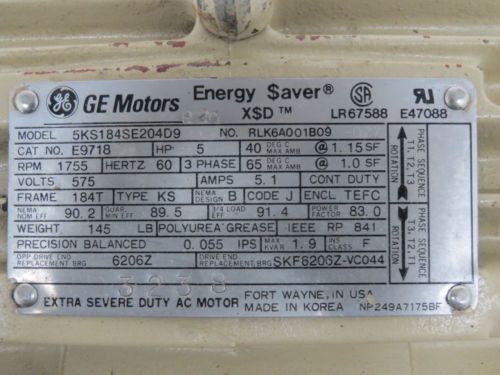 GE GE Motors Energy $aver® SA UR
X$D™ LR67588 E47088
MODEL 5KS184SE204D9 NO. RLK6A001B09
CAT NO. E9718 HP 5 40 DEG C MAX AMB @ 1.15 SF
RPM 1755 HERTZ 60 3 PHASE 65 DEG C MAX AMB @ 1.0 SF
VOLTS 575 AMPS 5.1 CONT DUTY
FRAME 184T TYPE KS NEMA DESIGN B CODE J ENCL TEFC
NEMA NOM EFF 90.2 GUAR. MIN EFF 89.5 3/4 LOAD EFF 91.4 POWER FACTOR 83.0
WEIGHT 145 LB POLYUREA GREASE IEEE RP 841
PRECISION BALANCED 0.055 IPS MAX KVAR 1.9 INS CLASS F
OPP DRIVE END REPLACEMENT BRG 6206Z DRIVE END REPLACEMENT BRG SKF6206Z-VC044
3238
EXTRA SEVERE DUTY AC MOTOR FORT WAYNE, IN USA
MADE IN KOREA NP249A7175BF
PHASE SEQUENCE
T1, T2, T3
ROTATION
PHASE SEQUENCE
T3, T2, T1
ROTATION